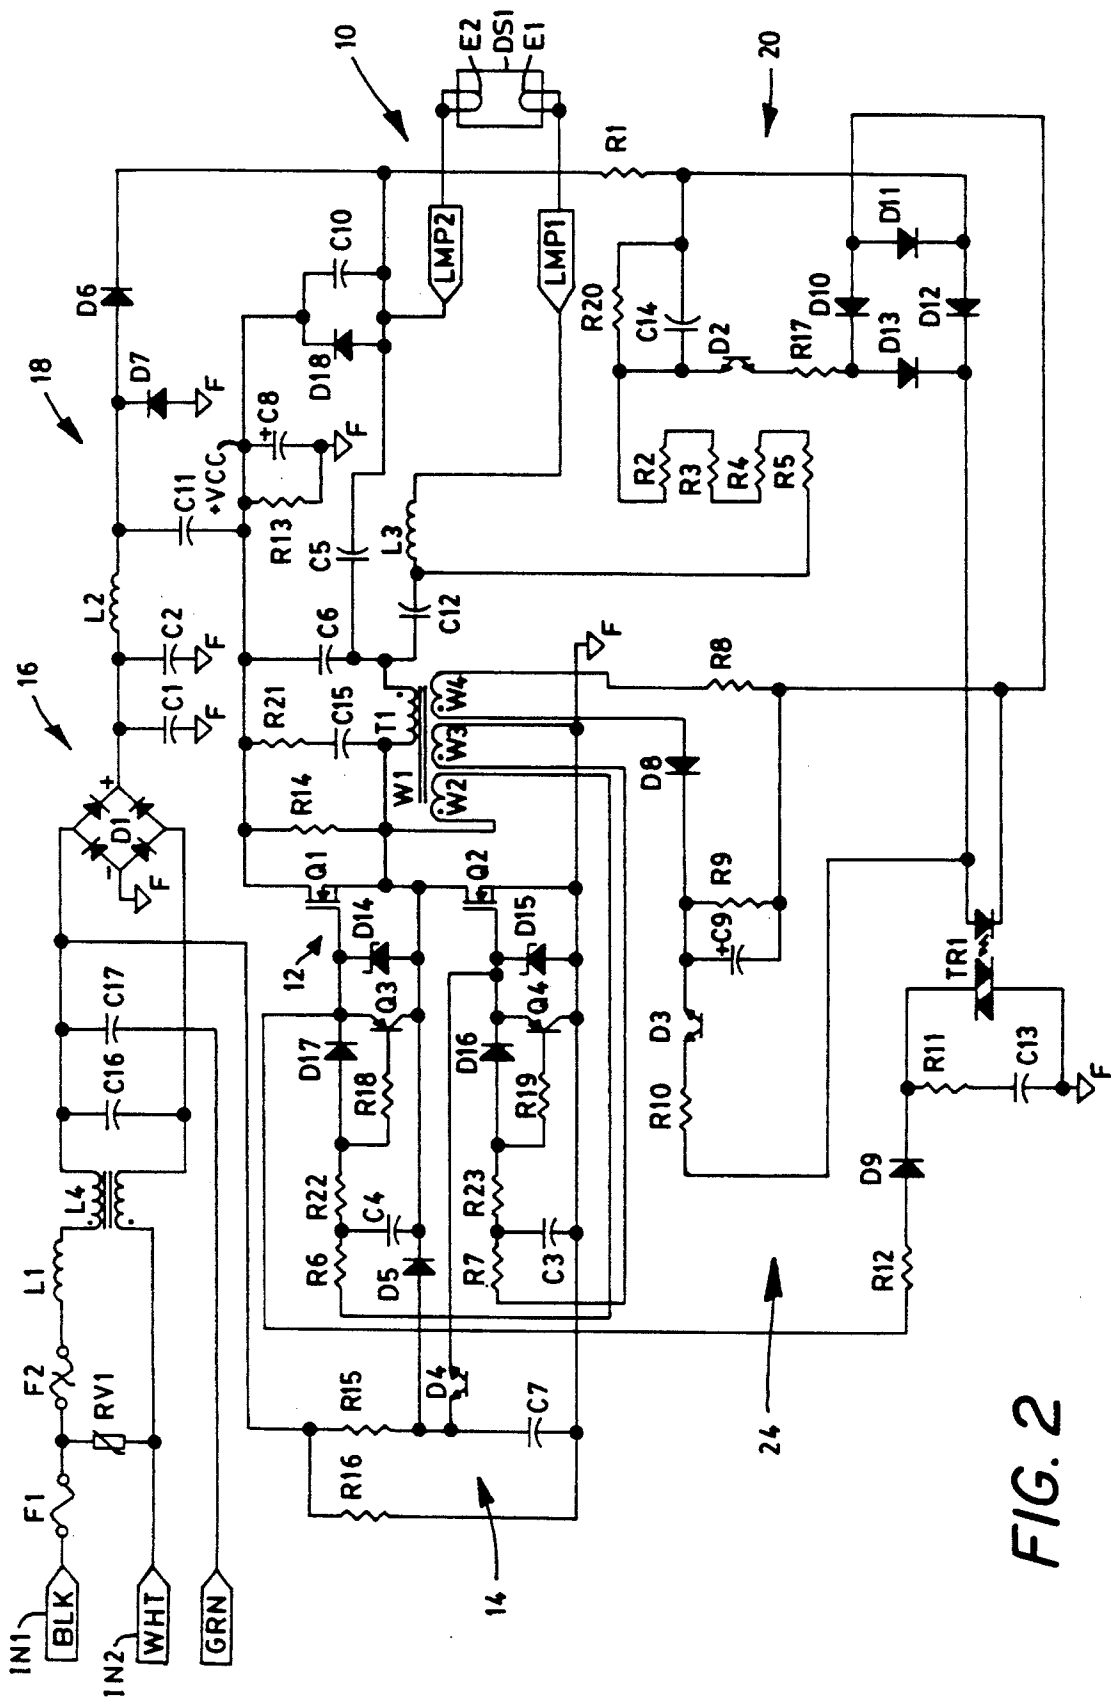 IN1
BLK
IN2
WHT
GRN
F1
F2
RV1
L1
L4
C16
C17
16
D1
+
-
F
C1
F
C2
F
L2
18
D7
F
D6
10
C11
+VCC
R13
+
C8
F
D18
C10
LMP2
LMP1
E2
DS1
E1
R21
C15
R14
C6
C5
C12
L3
T1
W1
W2
W3
W4
F
12
Q1
D14
Q3
D17
R18
R22
C4
R6
D5
Q2
D15
Q4
D16
R19
R23
C3
R7
D4
R15
R16
C7
14
R1
20
R20
C14
D2
R17
R2
R3
R4
R5
D10
D11
D12
D13
R8
D8
R9
+
C9
D3
R10
TR1
R11
C13
F
D9
R12
24
FIG. 2